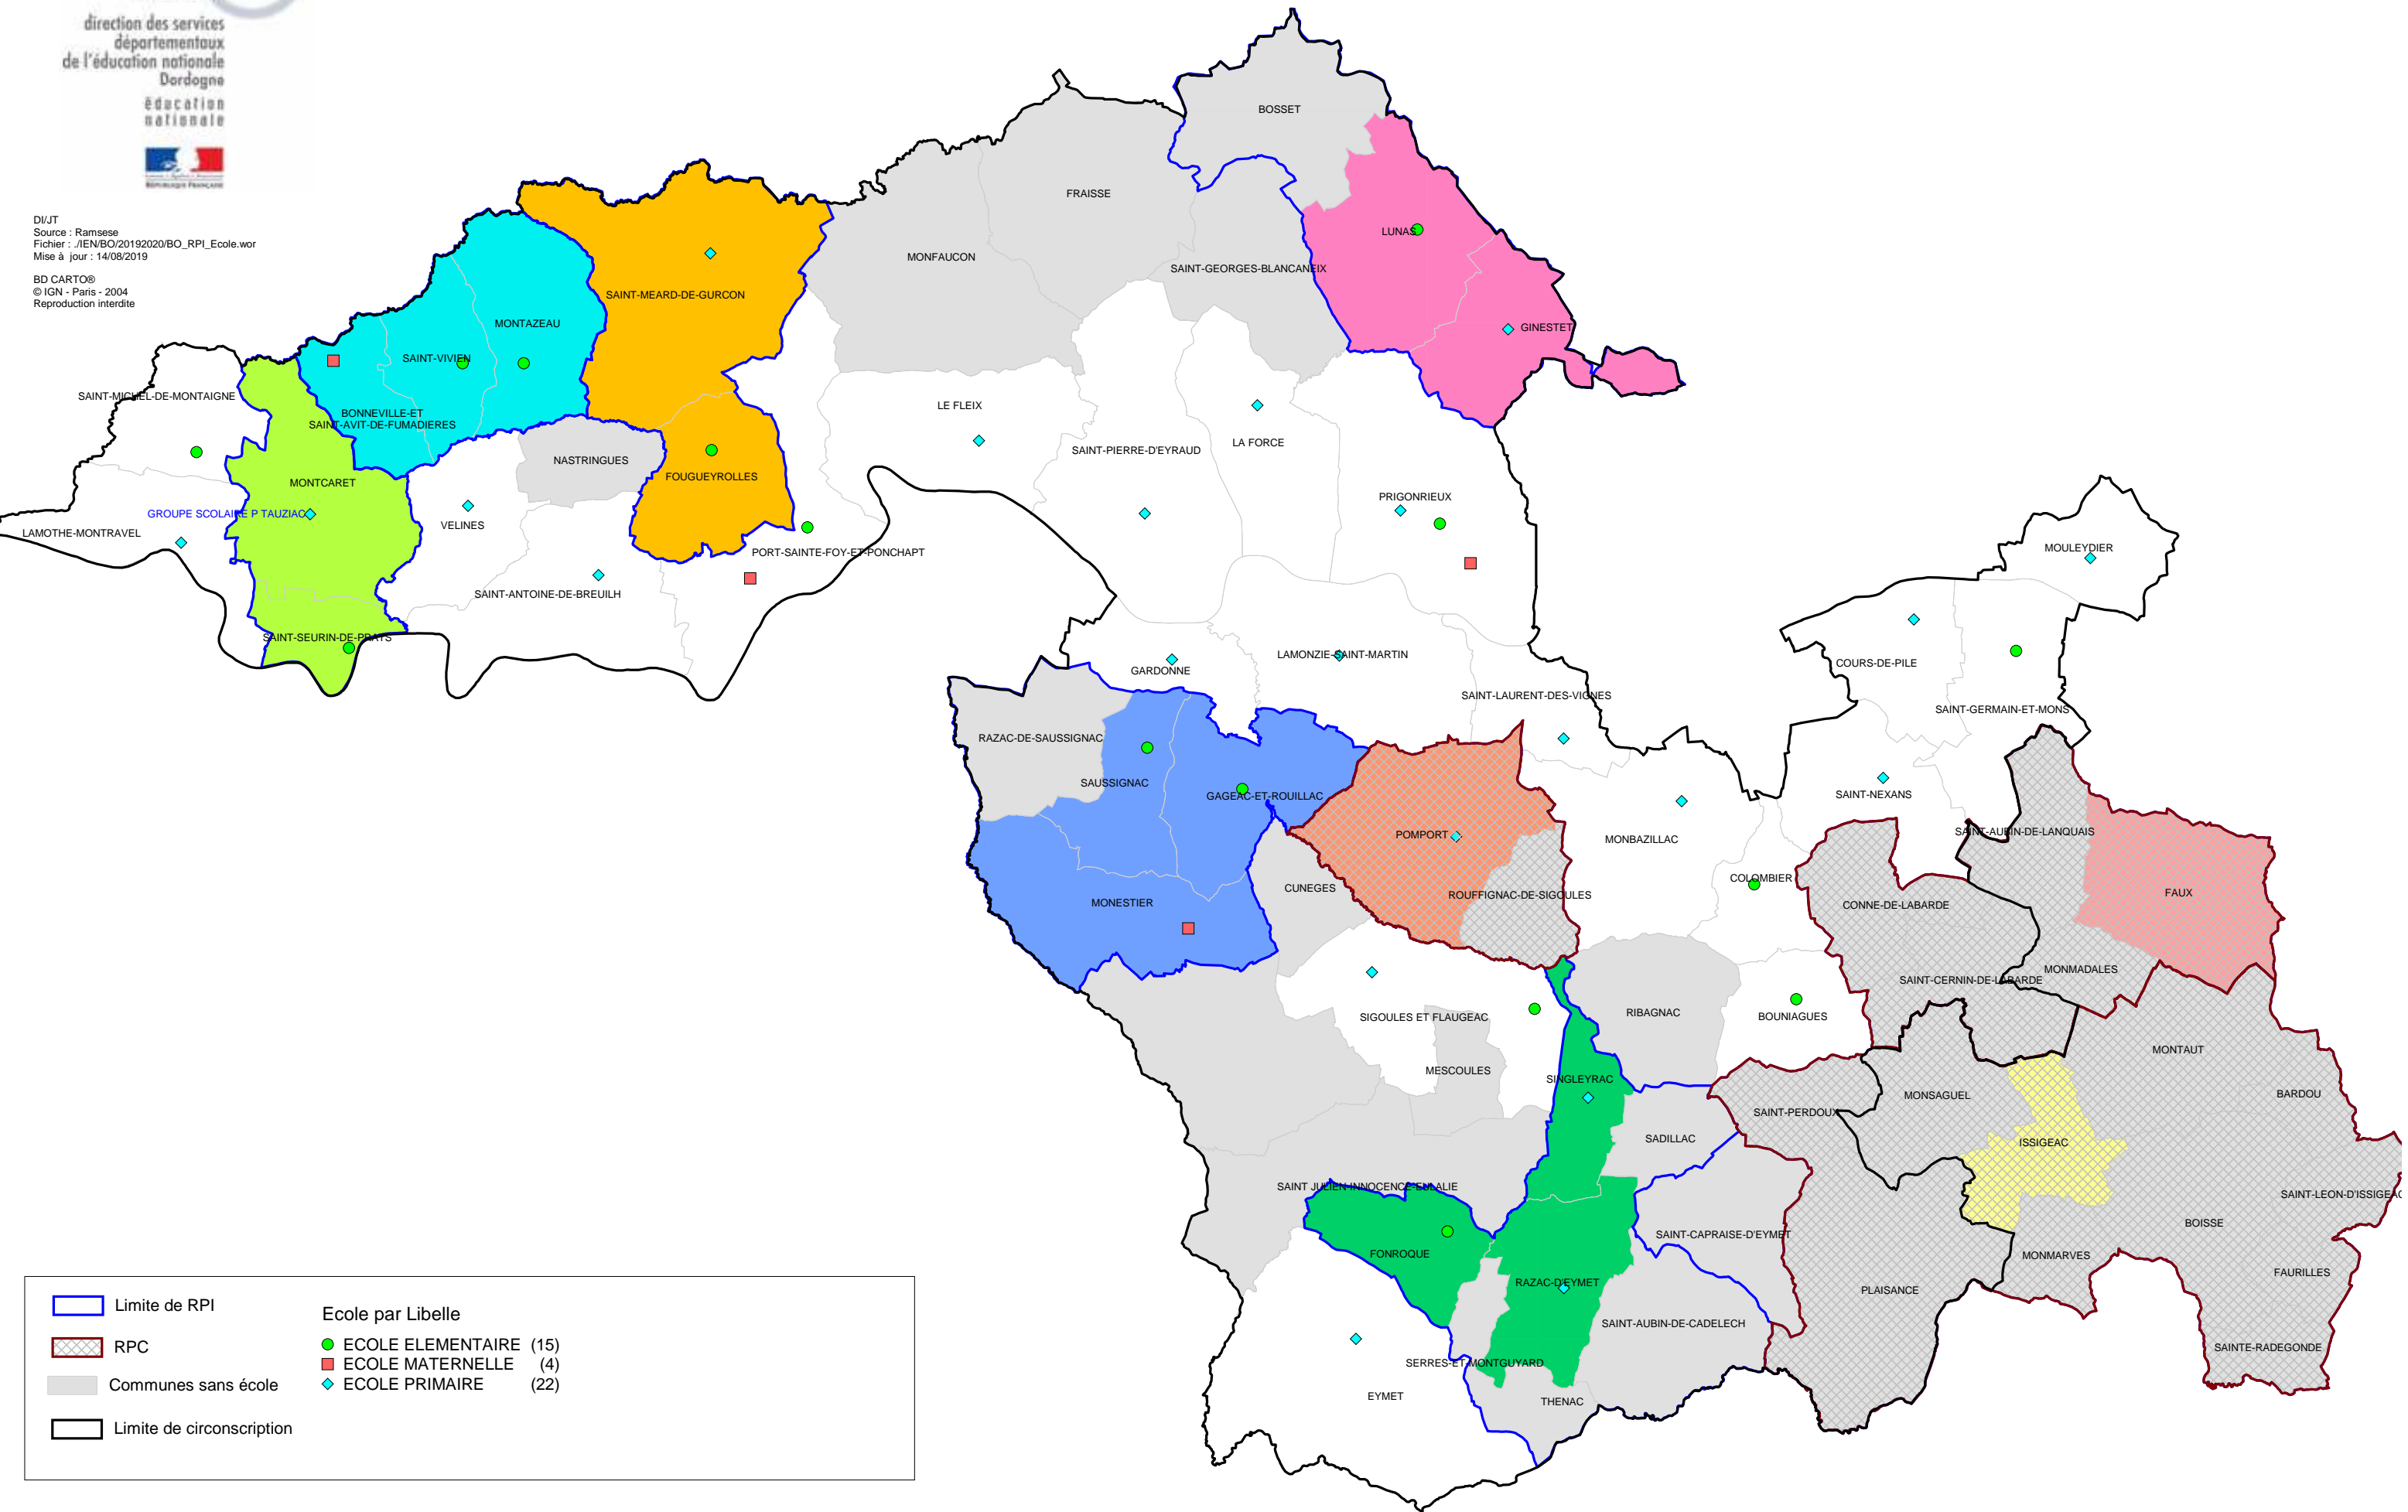 direction des services
départementaux
de l'éducation nationale
Dordogne
éducation
nationale
RÉPUBLIQUE FRANÇAISE
DI/JT
Source : Ramsese
Fichier : ./IEN/BO/20192020/BO_RPI_Ecole.wor
Mise à jour : 14/08/2019
BD CARTO®
© IGN - Paris - 2004
Reproduction interdite
BOSSET
FRAISSE
LUNAS
MONFAUCON
SAINT-GEORGES-BLANCANEIX
SAINT-MEARD-DE-GURCON
MONTAZEAU
GINESTET
SAINT-VIVIEN
SAINT-MICHEL-DE-MONTAIGNE
LE FLEIX
BONNEVILLE-ET
SAINT-AVIT-DE-FUMADIERES
LA FORCE
SAINT-PIERRE-D'EYRAUD
NASTRINGUES
FOUGUEYROLLES
MONTCARET
PRIGONRIEUX
GROUPE SCOLAIRE P TAUZIAC
VELINES
LAMOTHE-MONTRAVEL
MOULEYDIER
PORT-SAINTE-FOY-ET-PONCHAPT
SAINT-ANTOINE-DE-BREUILH
SAINT-SEURIN-DE-PRATS
LAMONZIE-SAINT-MARTIN
COURS-DE-PILE
GARDONNE
SAINT-LAURENT-DES-VIGNES
SAINT-GERMAIN-ET-MONS
RAZAC-DE-SAUSSIGNAC
SAUSSIGNAC
GAGEAC-ET-ROUILLAC
SAINT-NEXANS
POMPORT
MONBAZILLAC
SAINT-AUBIN-DE-LANQUAIS
COLOMBIER
CUNEGES
ROUFFIGNAC-DE-SIGOULES
FAUX
MONESTIER
CONNE-DE-LABARDE
MONMADALES
SAINT-CERNIN-DE-LABARDE
RIBAGNAC
SIGOULES ET FLAUGEAC
BOUNIAGUES
MONTAUT
MESCOULES
SINGLEYRAC
MONSAGUEL
BARDOU
SAINT-PERDOUX
SADILLAC
ISSIGEAC
SAINT JULIEN-INNOCENCE-EULALIE
SAINT-LEON-D'ISSIGEAC
BOISSE
SAINT-CAPRAISE-D'EYMET
FONROQUE
MONMARVES
FAURILLES
RAZAC-D'EYMET
PLAISANCE
SAINT-AUBIN-DE-CADELECH
SAINTE-RADEGONDE
SERRES-ET-MONTGUYARD
EYMET
THENAC
Limite de RPI
RPC
Communes sans école
Limite de circonscription
Ecole par Libelle
ECOLE ELEMENTAIRE (15)
ECOLE MATERNELLE (4)
ECOLE PRIMAIRE (22)